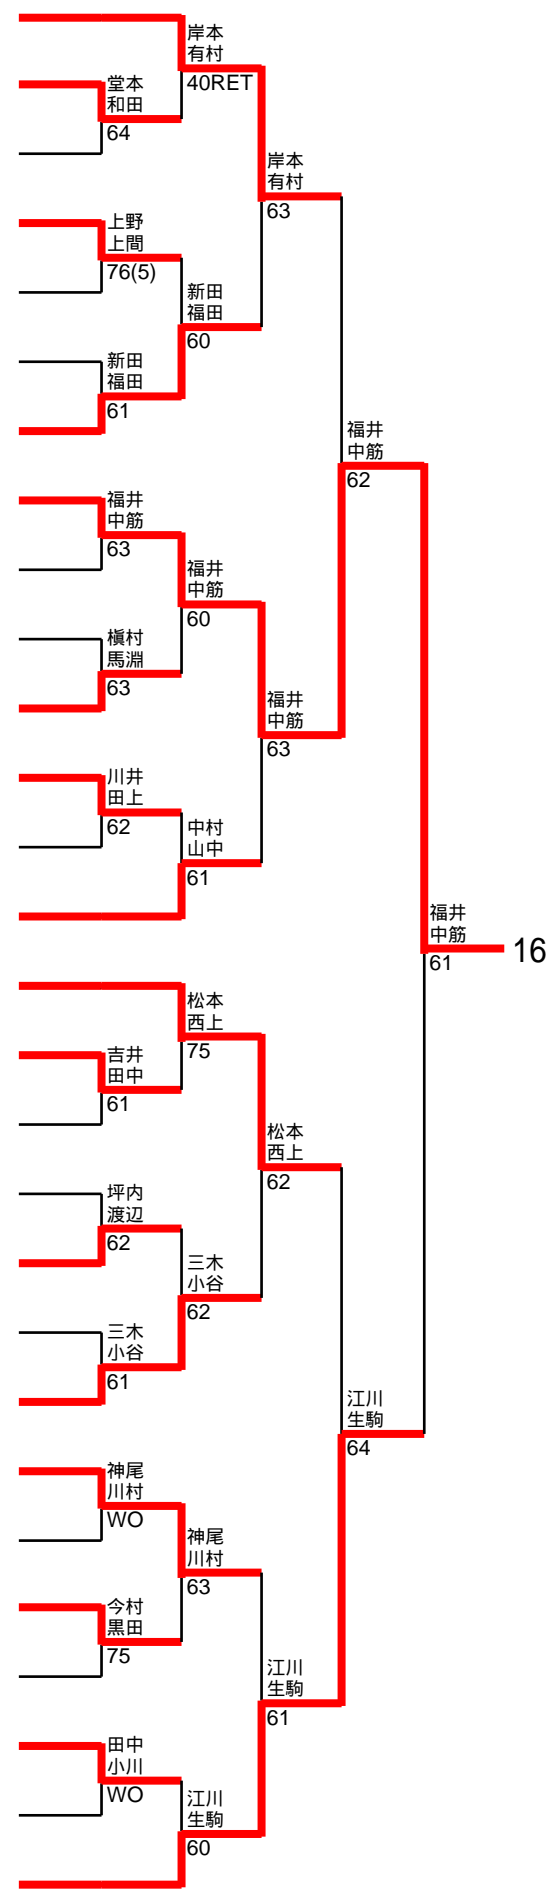 岸本
有村
40RET
堂本
和田
64
岸本
有村
63
上野
上間
76(5)
新田
福田
60
新田
福田
61
福井
中筋
62
福井
中筋
63
福井
中筋
60
槇村
馬淵
63
福井
中筋
63
川井
田上
62
中村
山中
61
福井
中筋
61
16
松本
西上
75
吉井
田中
61
松本
西上
62
坪内
渡辺
62
三木
小谷
62
三木
小谷
61
江川
生駒
64
神尾
川村
WO
神尾
川村
63
今村
黒田
75
江川
生駒
61
田中
小川
WO
江川
生駒
60